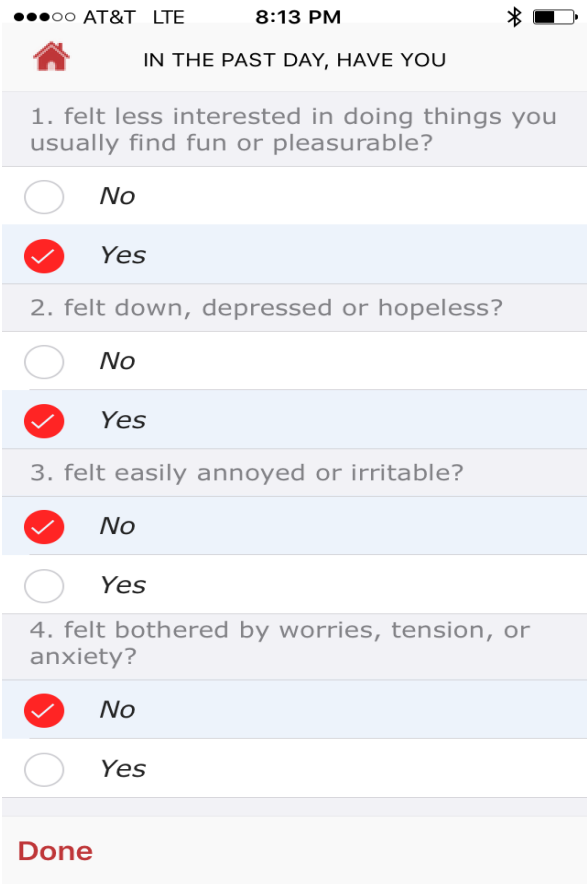 AT&T LTE 8:13 PM
IN THE PAST DAY, HAVE YOU
1. felt less interested in doing things you
usually find fun or pleasurable?
No
Yes
2. felt down, depressed or hopeless?
No
Yes
3. felt easily annoyed or irritable?
No
Yes
4. felt bothered by worries, tension, or
anxiety?
No
Yes
Done